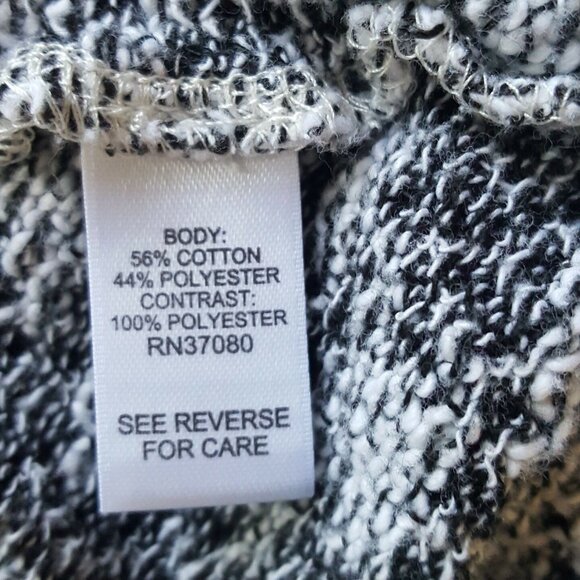 BODY:
56% COTTON
44% POLYESTER
CONTRAST:
100% POLYESTER
RN37080
SEE REVERSE
FOR CARE